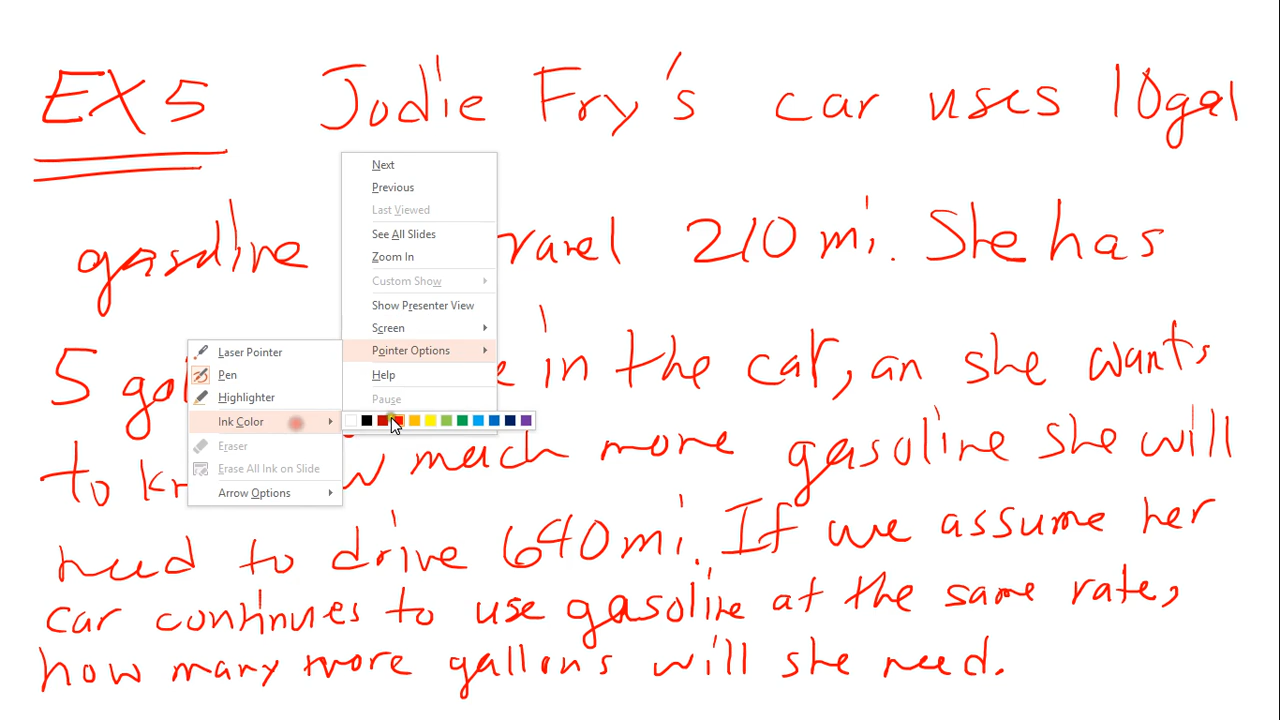 EX 5 Jodie Fry's car uses 10gal
Next
Previous
Last Viewed
gasoline ravel 210 mi. She has
See All Slides
Zoom In
Custom Show
Show Presenter View
Screen
5 in the car, an she wants
Laser Pointer
Pointer Options
Pen
Help
Highlighter
Pause
Ink Color
to much more gasoline she will
Eraser
Erase All Ink on Slide
Arrow Options
need to drive 640mi. If we assume her
car continues to use gasoline at the same rate,
how many more gallons will she need.